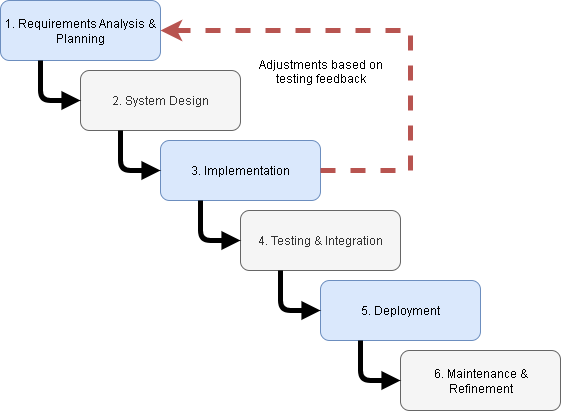 1. Requirements Analysis &
Planning
Adjustments based on
testing feedback
2. System Design
3. Implementation
4. Testing & Integration
5. Deployment
6. Maintenance &
Refinement